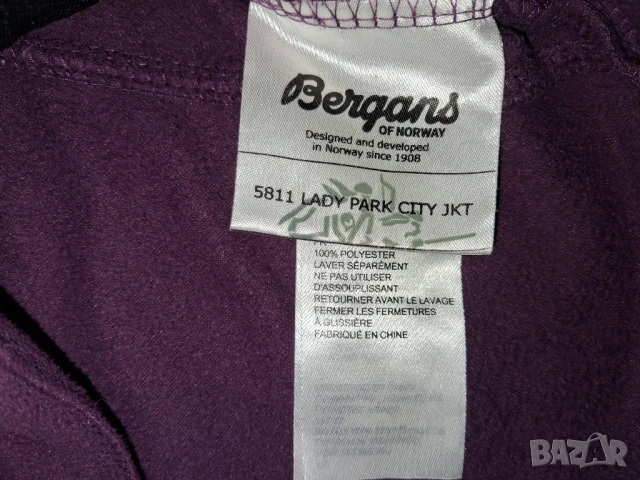 Bergans
OF NORWAY
Designed and developed
in Norway since 1908
5811 LADY PARK CITY JKT
100% POLYESTER
LAVER SÉPARÉMENT
NE PAS UTILISER
D'ASSOUPLISSANT
RETOURNER AVANT LE LAVAGE
FERMER LES FERMETURES
À GLISSIÈRE
FABRIQUÉ EN CHINE
BAZAR